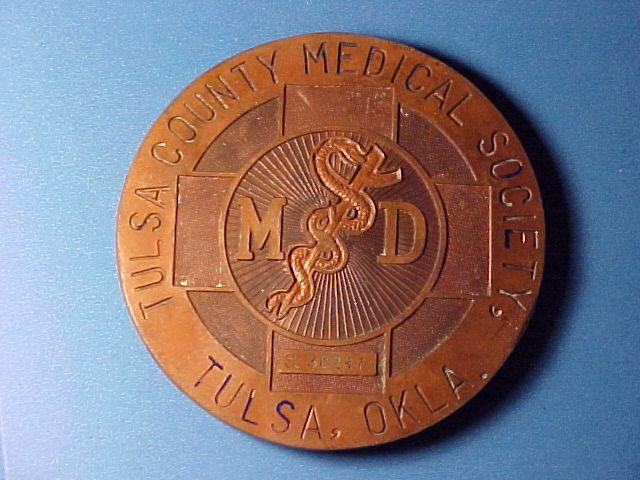 TULSA COUNTY MEDICAL SOCIETY,
M D
TULSA, OKLA.